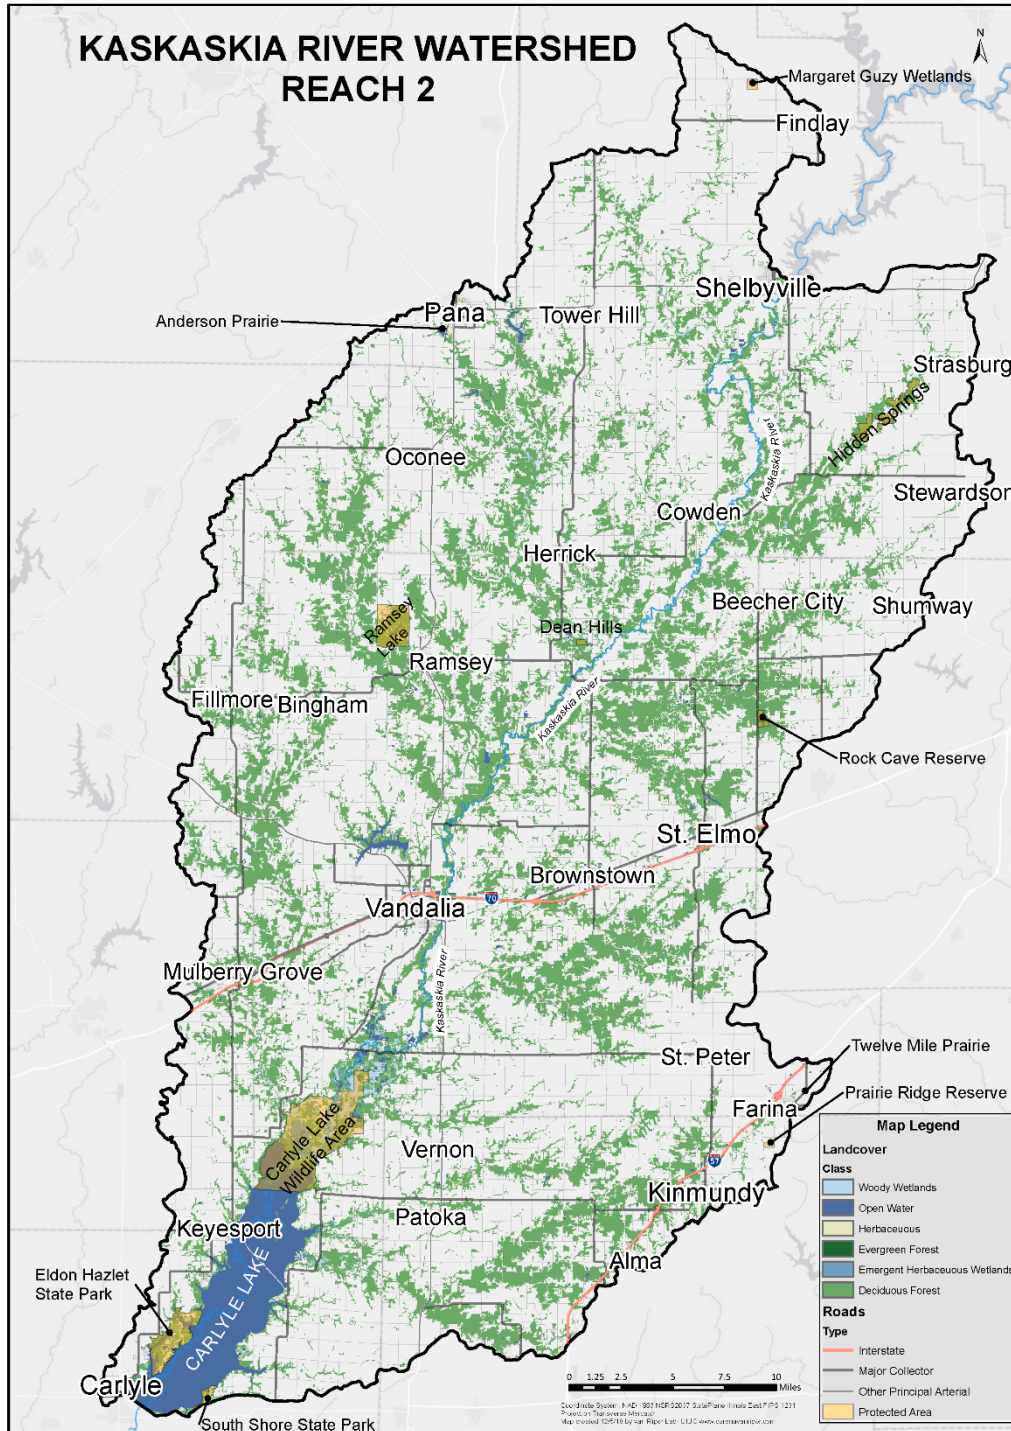 KASKASKIA RIVER WATERSHED
REACH 2
N
Margaret Guzy Wetlands
Findlay
Shelbyville
Pana
Tower Hill
Anderson Prairie
Strasburg
Hidden Springs
Kaskaskia River
Oconee
Stewardson
Cowden
Herrick
Beecher City
Shumway
Ramsey
Lake
Dean Hills
Ramsey
Fillmore
Bingham
Kaskaskia River
Rock Cave Reserve
St. Elmo
Brownstown
70
Vandalia
Mulberry Grove
Kaskaskia River
St. Peter
Twelve Mile Prairie
Prairie Ridge Reserve
Farina
Carlyle Lake
Wildlife Area
Vernon
57
Kinmundy
Patoka
Keyesport
Alma
Eldon Hazlet
State Park
CARLYLE LAKE
Carlyle
South Shore State Park
Map Legend
Landcover
Class
Woody Wetlands
Open Water
Herbaceuous
Evergreen Forest
Emergent Herbaceuous Wetlands
Deciduous Forest
Roads
Type
Interstate
Major Collector
Other Principal Arterial
Protected Area
0 1.25 2.5 5 7.5 10
Miles